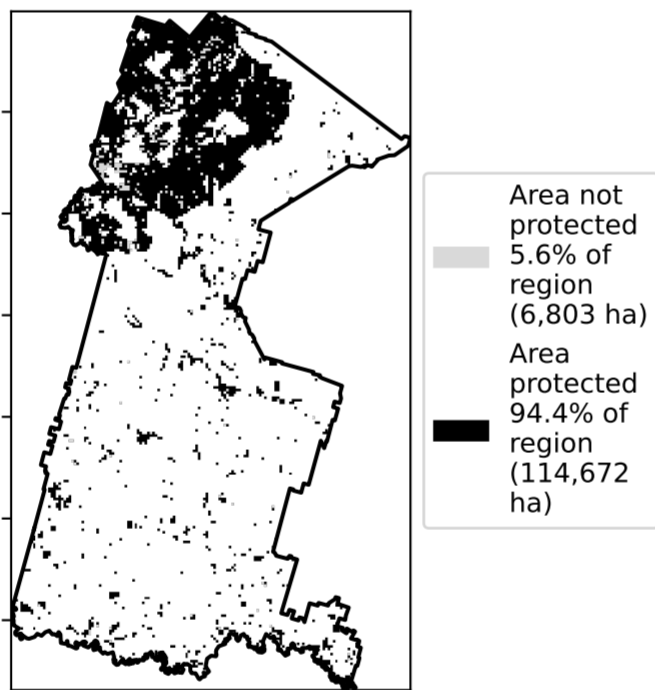 Area not
protected
5.6% of
region
(6,803 ha)
Area
protected
94.4% of
region
(114,672
ha)